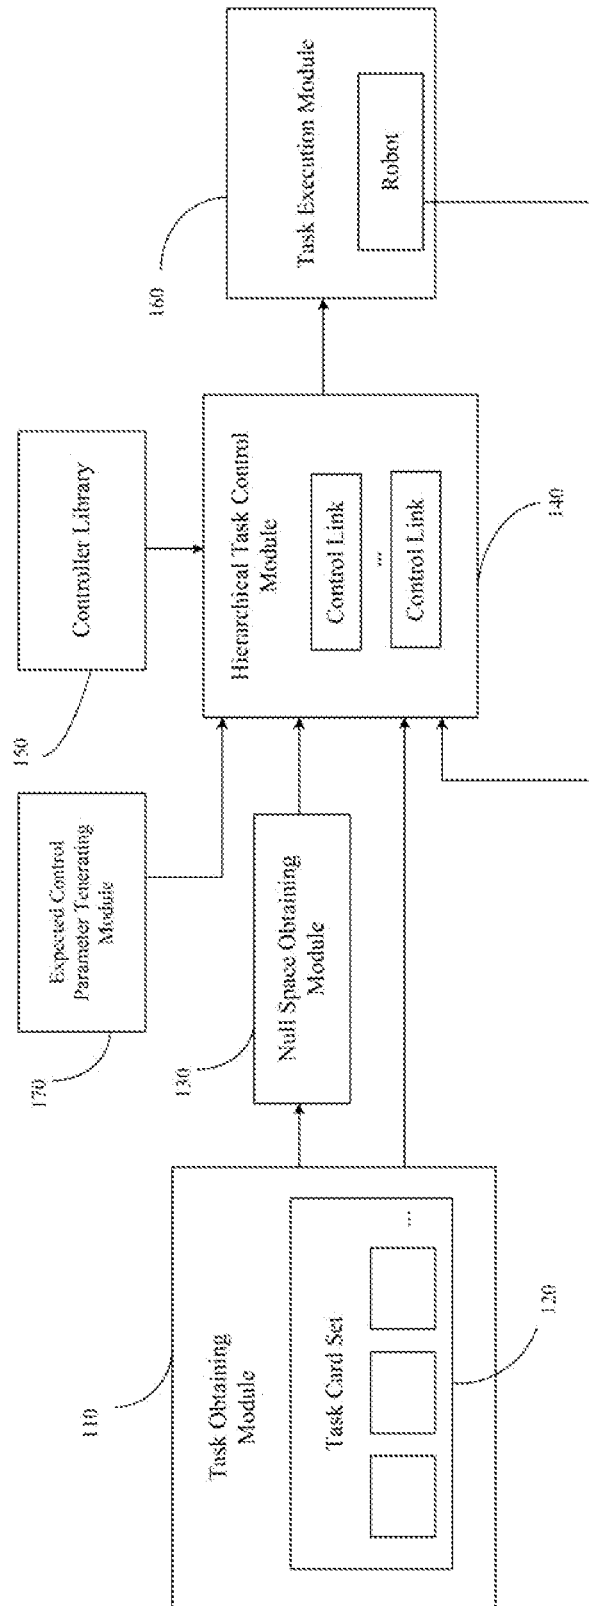 110
Task Obtaining
Module
Task Card Set
...
120
130
Null Space Obtaining
Module
170
Expected Control
Parameter Tenerating
Module
150
Controller Library
Hierarchical Task Control
Module
Control Link
...
Control Link
140
160
Task Execution Module
Robot